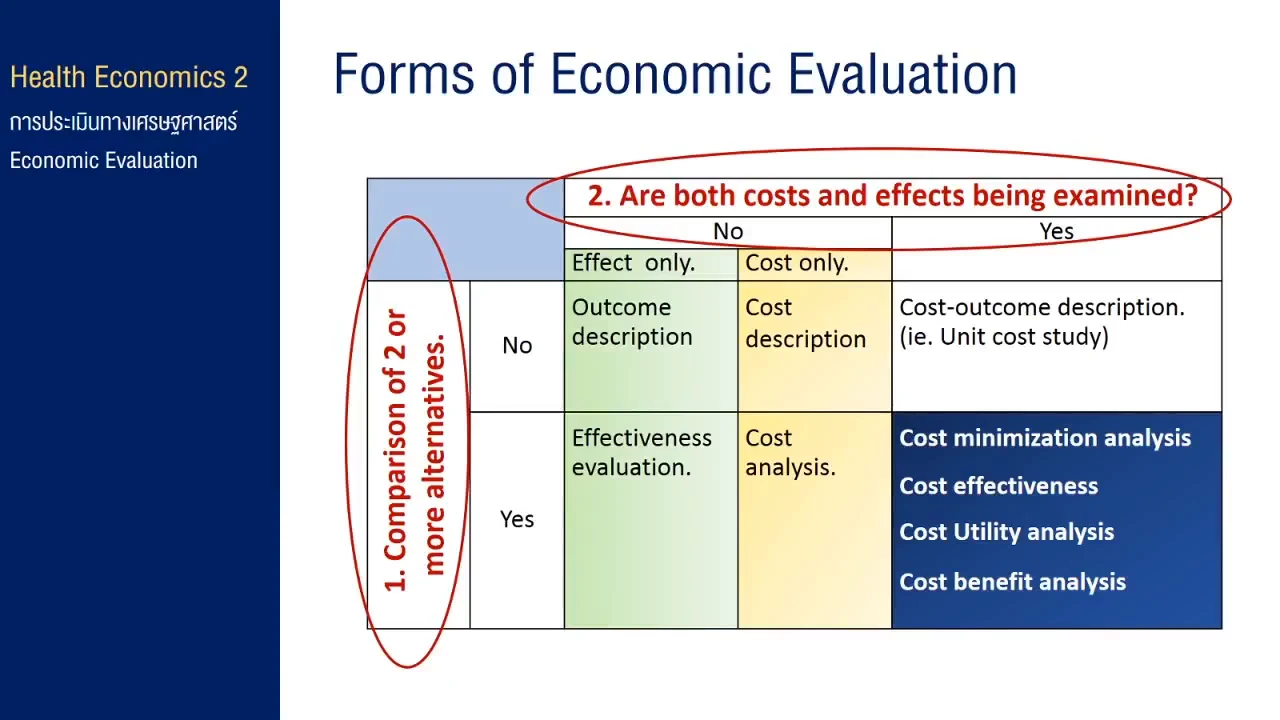 Health Economics 2
การประเมินทางเศรษฐศาสตร์
Economic Evaluation
Forms of Economic Evaluation
2. Are both costs and effects being examined?
No
Yes
Effect only.
Cost only.
1. Comparison of 2 or
more alternatives.
No
Outcome
description
Cost
description
Cost-outcome description.
(ie. Unit cost study)
Yes
Effectiveness
evaluation.
Cost
analysis.
Cost minimization analysis
Cost effectiveness
Cost Utility analysis
Cost benefit analysis